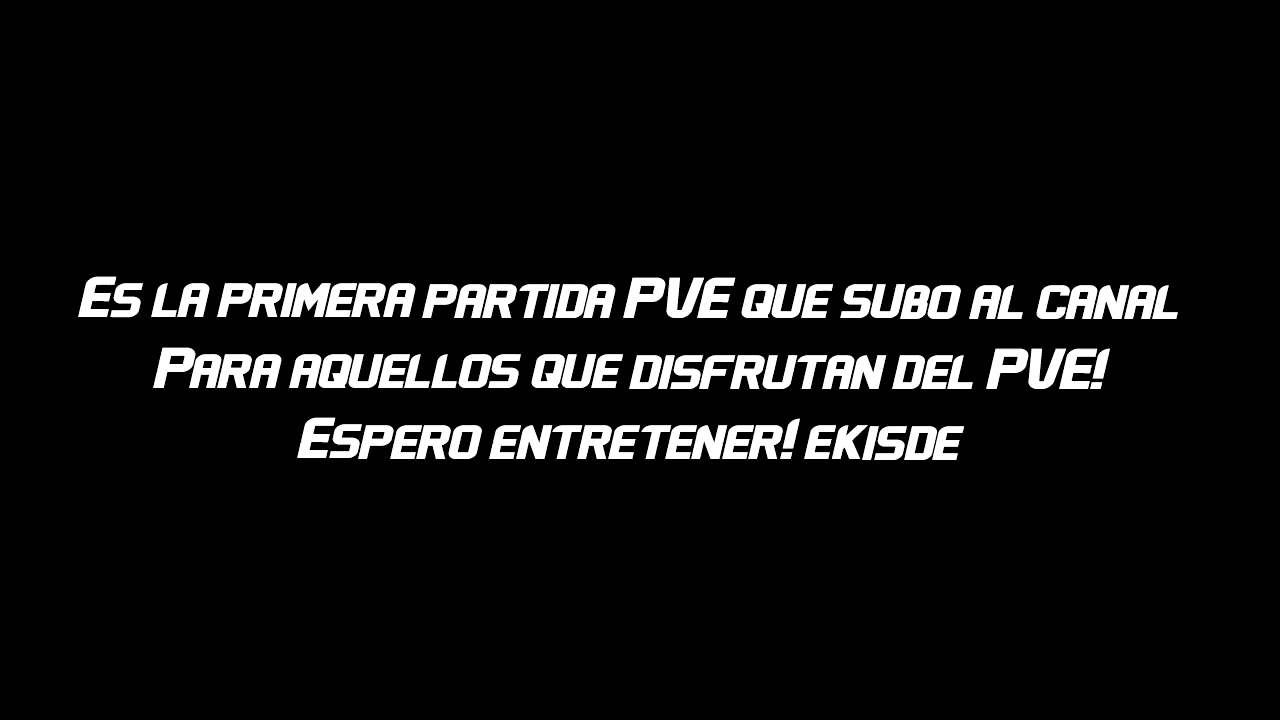 Es la primera partida PVE que subo al canal
Para aquellos que disfrutan del PVE!
Espero entretener! ekisde